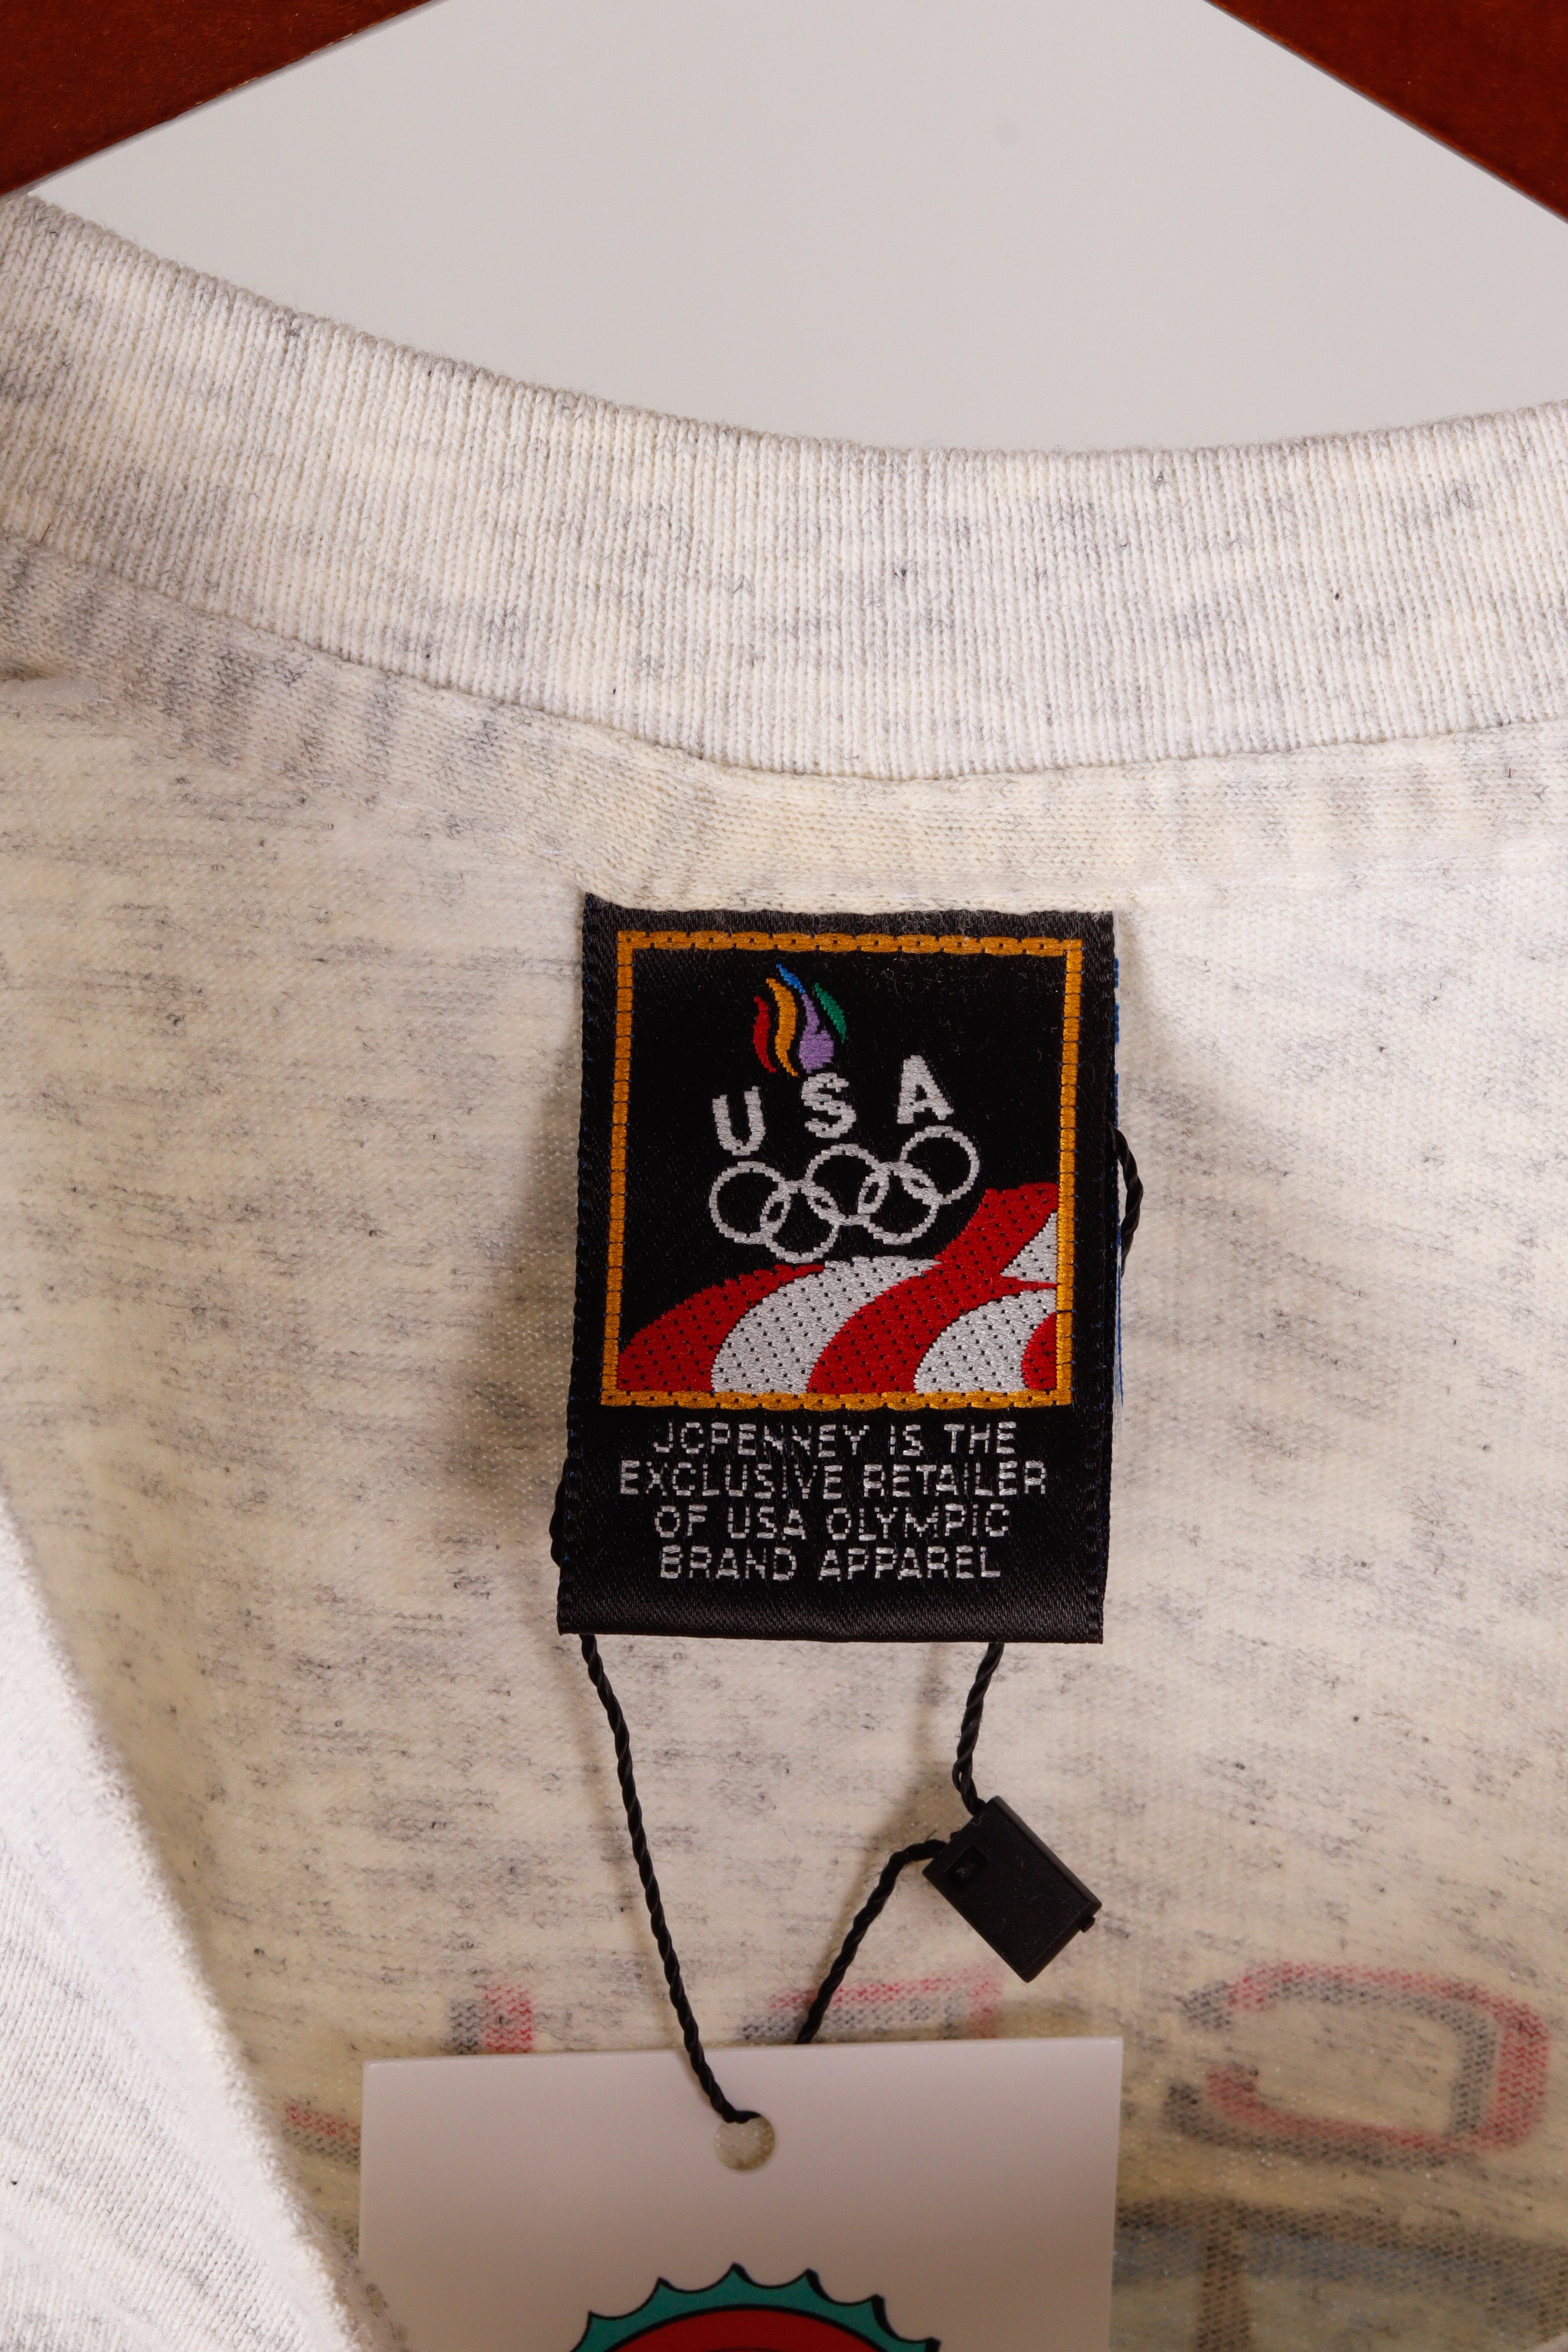 USA
JCPENNEY IS THE
EXCLUSIVE RETAILER
OF USA OLYMPIC
BRAND APPAREL